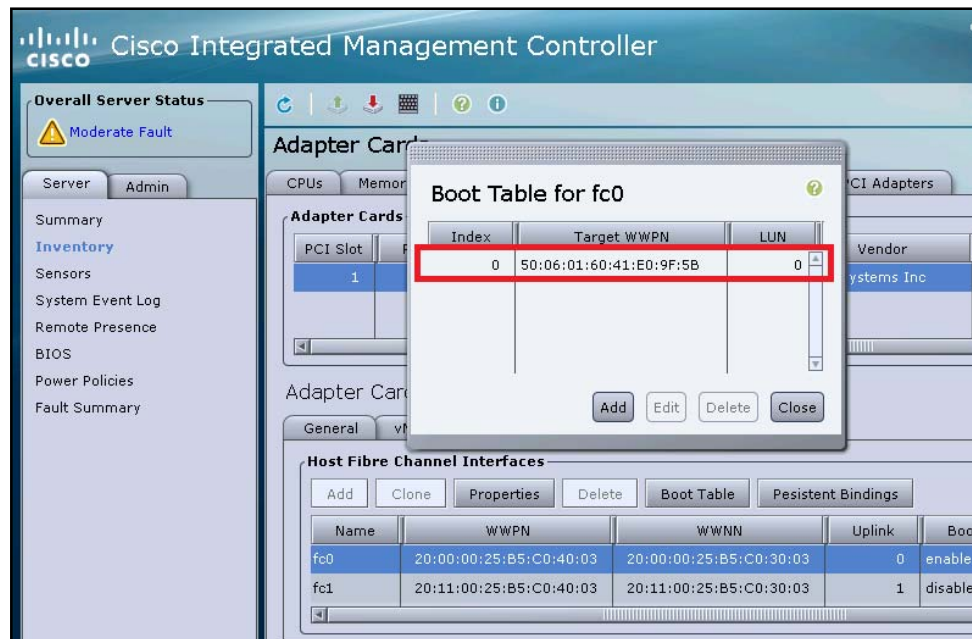 CISCO Cisco Integrated Management Controller
Overall Server Status
Moderate Fault
Server Admin
Summary
Inventory
Sensors
System Event Log
Remote Presence
BIOS
Power Policies
Fault Summary
Adapter Cards
CPUs Memor PCI Adapters
Adapter Cards
PCI Slot Vendor
1 ystems Inc
Boot Table for fc0
Index Target WWPN LUN
0 50:06:01:60:41:E0:9F:5B 0
Add Edit Delete Close
Adapter Car
General vN
Host Fibre Channel Interfaces
Add Clone Properties Delete Boot Table Pesistent Bindings
Name WWPN WWNN Uplink Boo
fc0 20:00:00:25:B5:C0:40:03 20:00:00:25:B5:C0:30:03 0 enable
fc1 20:11:00:25:B5:C0:40:03 20:11:00:25:B5:C0:30:03 1 disable